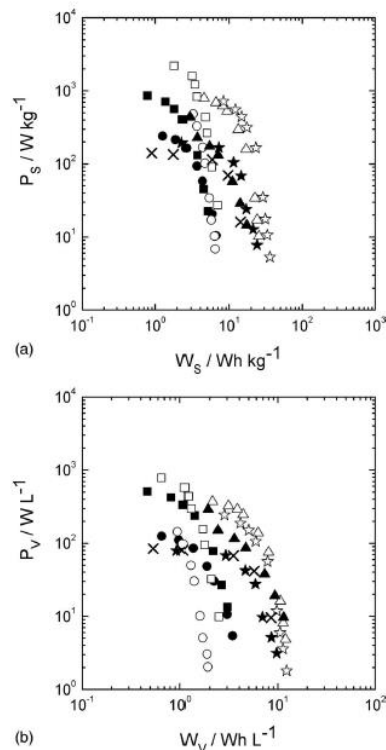 10⁴
10³
10² P_S / W kg⁻¹
10¹
10⁰
10⁻¹ 10⁰ 10¹ 10² 10³
(a) W_S / Wh kg⁻¹
10⁴
10³
10² P_V / W L⁻¹
10¹
10⁰
10⁻¹ 10⁰ 10¹ 10²
(b) W_V / Wh L⁻¹